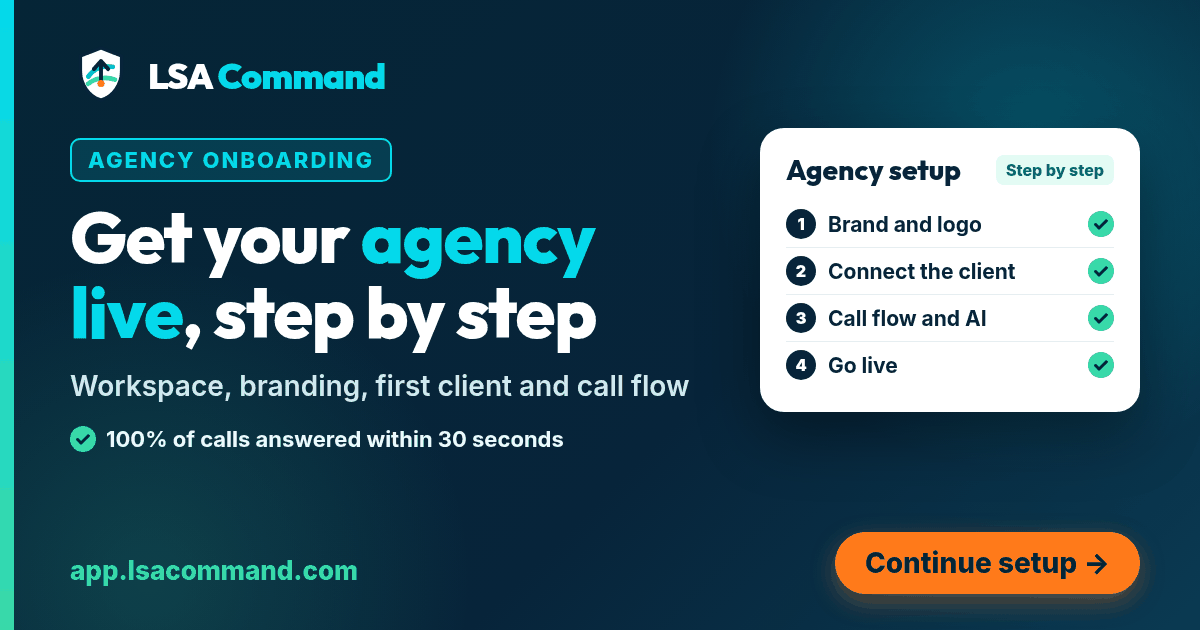 LSA Command
AGENCY ONBOARDING
Get your agency
live, step by step
Workspace, branding, first client and call flow
100% of calls answered within 30 seconds
app.lsacommand.com
Agency setup
Step by step
1 Brand and logo
2 Connect the client
3 Call flow and AI
4 Go live
Continue setup →